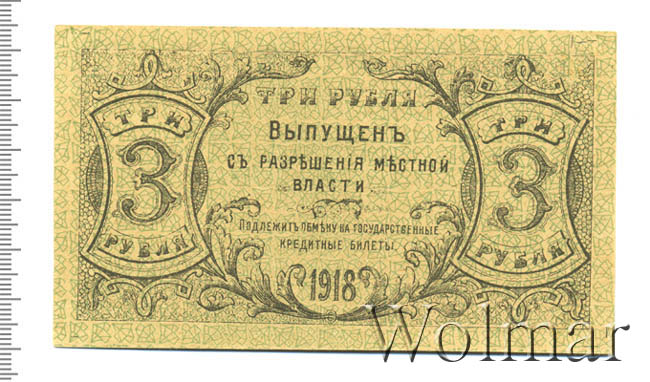 ТРИ РУБЛЯ
ВЫПУЩЕНЪ
СЪ РАЗРѢШЕНІЯ МѢСТНОЙ
ВЛАСТИ.
ПОДЛЕЖИТЪ ОБМѢНУ НА ГОСУДАРСТВЕННЫЕ
КРЕДИТНЫЕ БИЛЕТЫ.
1918
ТРИ
3
РУБЛЯ
ТРИ
3
РУБЛЯ
Wolmar